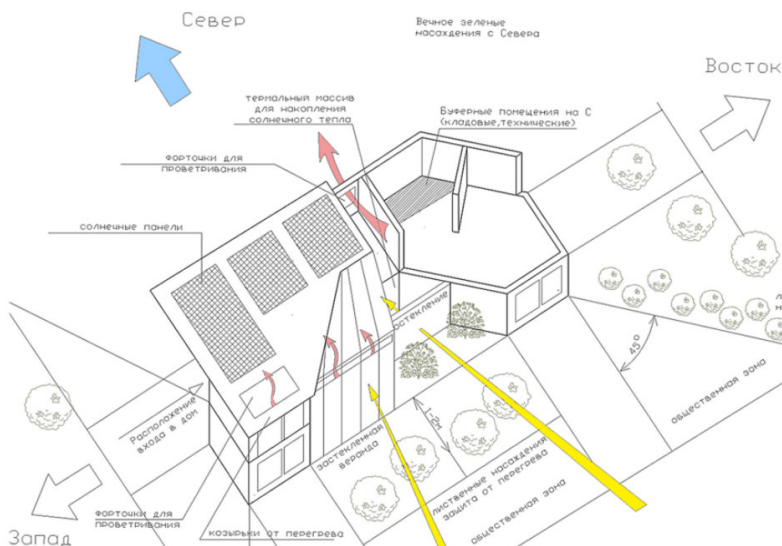 Север
Вечное зеленые
насаждения с Севера
Восток
термальный массив
для накопления
солнечного тепла
Буферные помещения на С
(кладовые,технические)
форточки для
проветривания
солнечные панели
остекление
45°
общественная зона
Расположение
входа в дом
застекленная
веранда
1-2м
лиственные насаждения
защита от перегрева
общественная зона
форточки для
проветривания
козырьки от перегрева
Запад